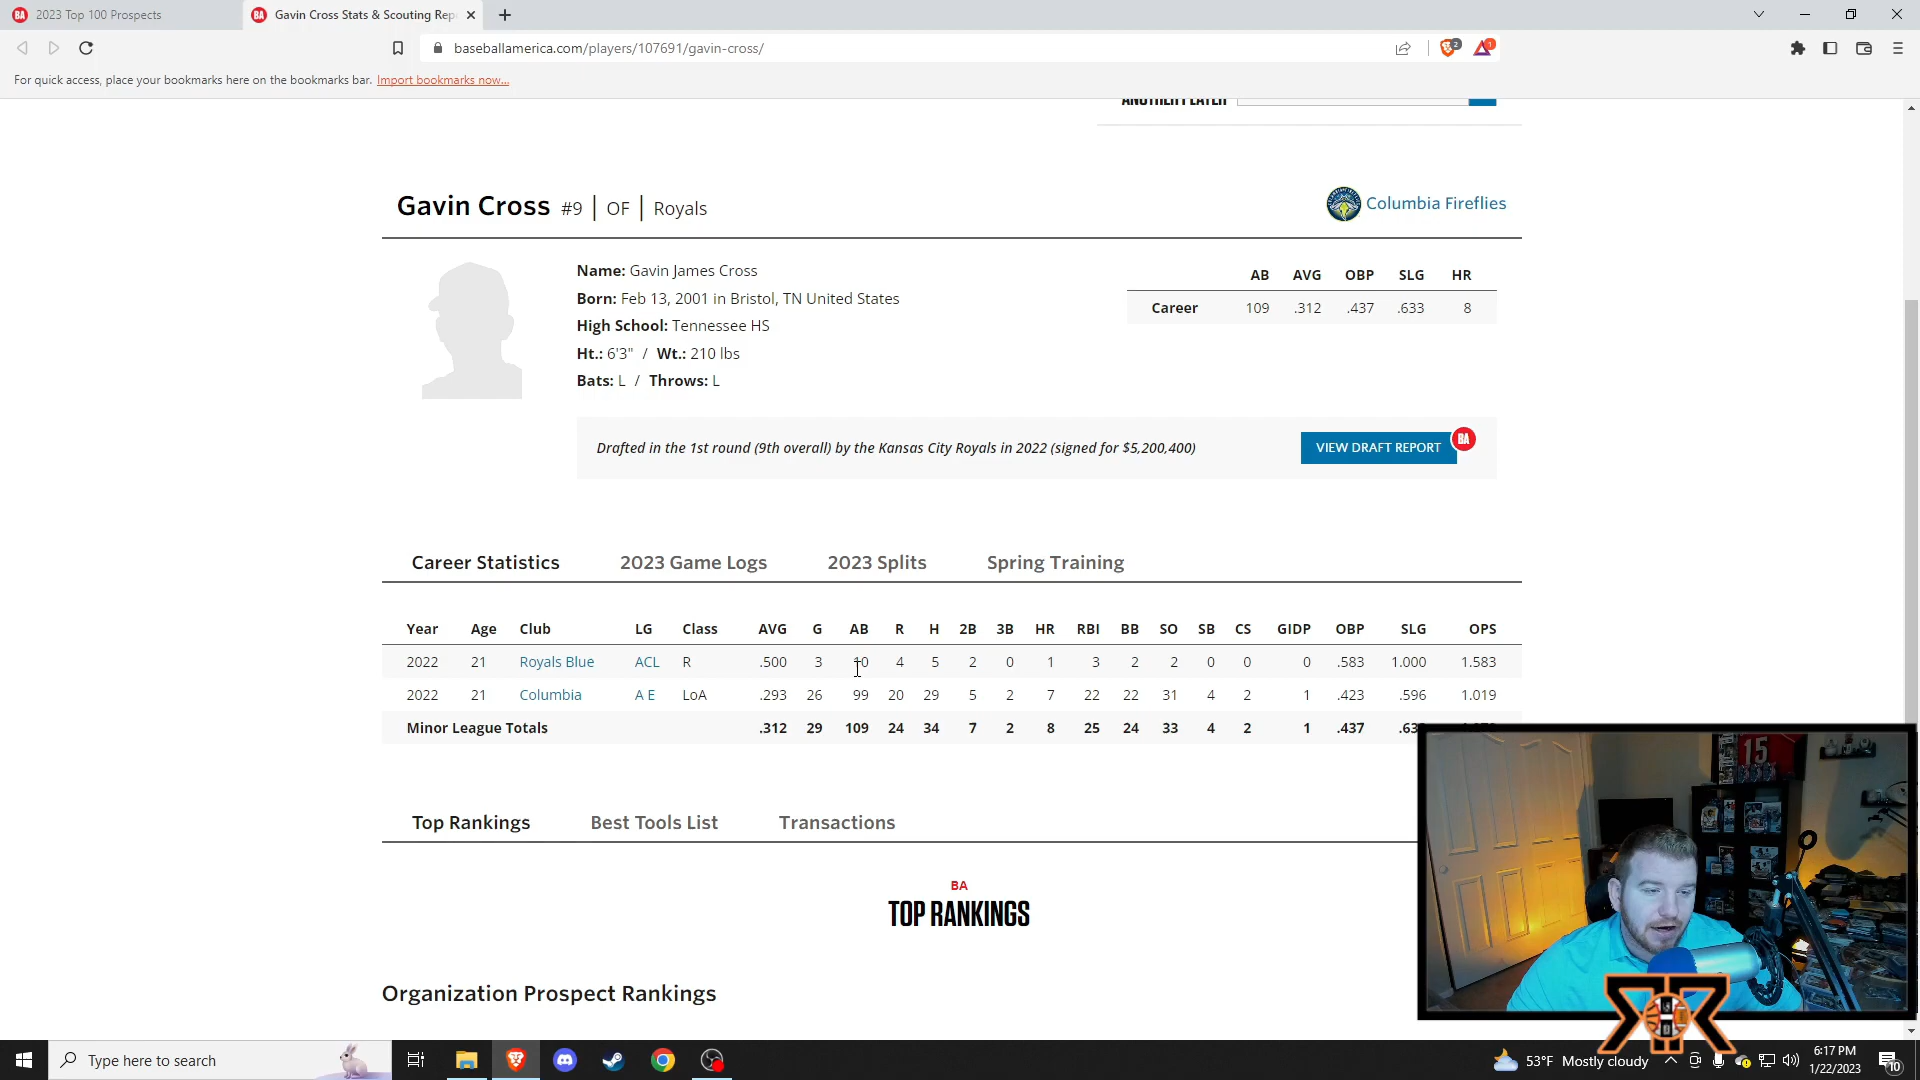 BA 2023 Top 100 Prospects
BA Gavin Cross Stats & Scouting Rep
baseballamerica.com/players/107691/gavin-cross/
2
1
For quick access, place your bookmarks here on the bookmarks bar. Import bookmarks now...
ANOTHER PLAYER
Gavin Cross #9 | OF | Royals
Columbia Fireflies
Name: Gavin James Cross
Born: Feb 13, 2001 in Bristol, TN United States
High School: Tennessee HS
Ht.: 6'3" / Wt.: 210 lbs
Bats: L / Throws: L
AB AVG OBP SLG HR
Career 109 .312 .437 .633 8
Drafted in the 1st round (9th overall) by the Kansas City Royals in 2022 (signed for $5,200,400)
VIEW DRAFT REPORT BA
Career Statistics 2023 Game Logs 2023 Splits Spring Training
Year Age Club LG Class AVG G AB R H 2B 3B HR RBI BB SO SB CS GIDP OBP SLG OPS
2022 21 Royals Blue ACL R .500 3 10 4 5 2 0 1 3 2 2 0 0 0 .583 1.000 1.583
2022 21 Columbia A E LoA .293 26 99 20 29 5 2 7 22 22 31 4 2 1 .423 .596 1.019
Minor League Totals .312 29 109 24 34 7 2 8 25 24 33 4 2 1 .437 .63
Top Rankings Best Tools List Transactions
BA
TOP RANKINGS
Organization Prospect Rankings
15
Type here to search
53°F Mostly cloudy
6:17 PM
1/22/2023
10